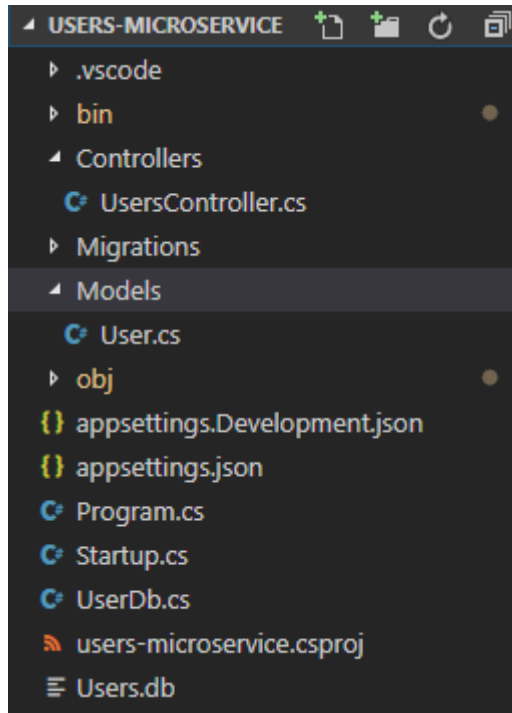 USERS-MICROSERVICE
.vscode
bin
Controllers
C# UsersController.cs
Migrations
Models
C# User.cs
obj
{} appsettings.Development.json
{} appsettings.json
C# Program.cs
C# Startup.cs
C# UserDb.cs
users-microservice.csproj
Users.db